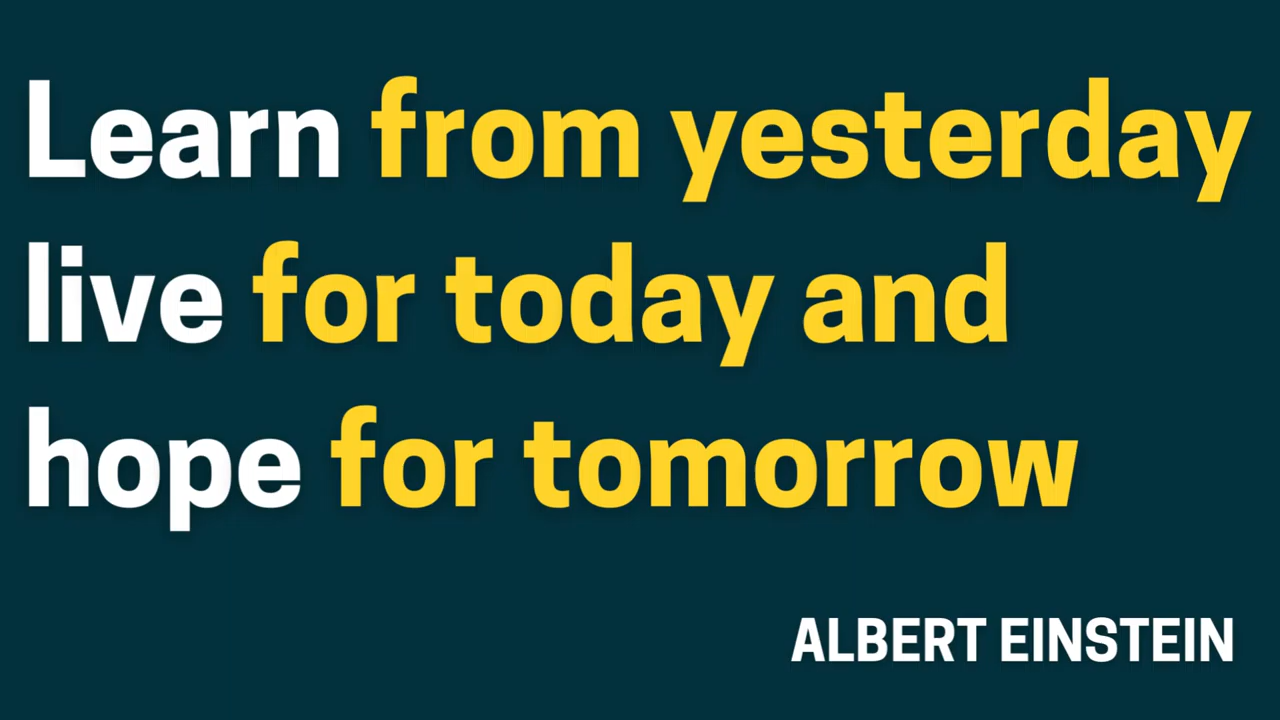 Learn from yesterday
live for today and
hope for tomorrow
ALBERT EINSTEIN